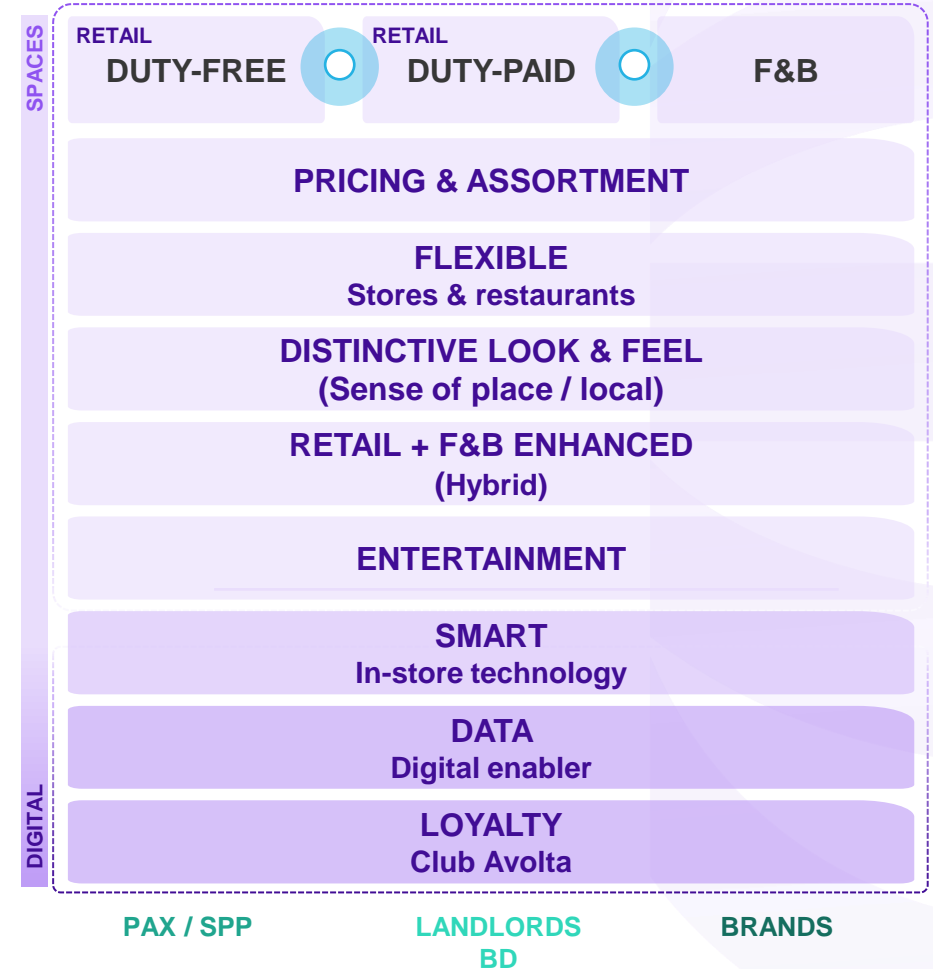 SPACES
RETAIL
DUTY-FREE
RETAIL
DUTY-PAID
F&B
PRICING & ASSORTMENT
FLEXIBLE
Stores & restaurants
DISTINCTIVE LOOK & FEEL
(Sense of place / local)
RETAIL + F&B ENHANCED
(Hybrid)
ENTERTAINMENT
SMART
In-store technology
DATA
Digital enabler
LOYALTY
Club Avolta
DIGITAL
PAX / SPP
LANDLORDS
BD
BRANDS